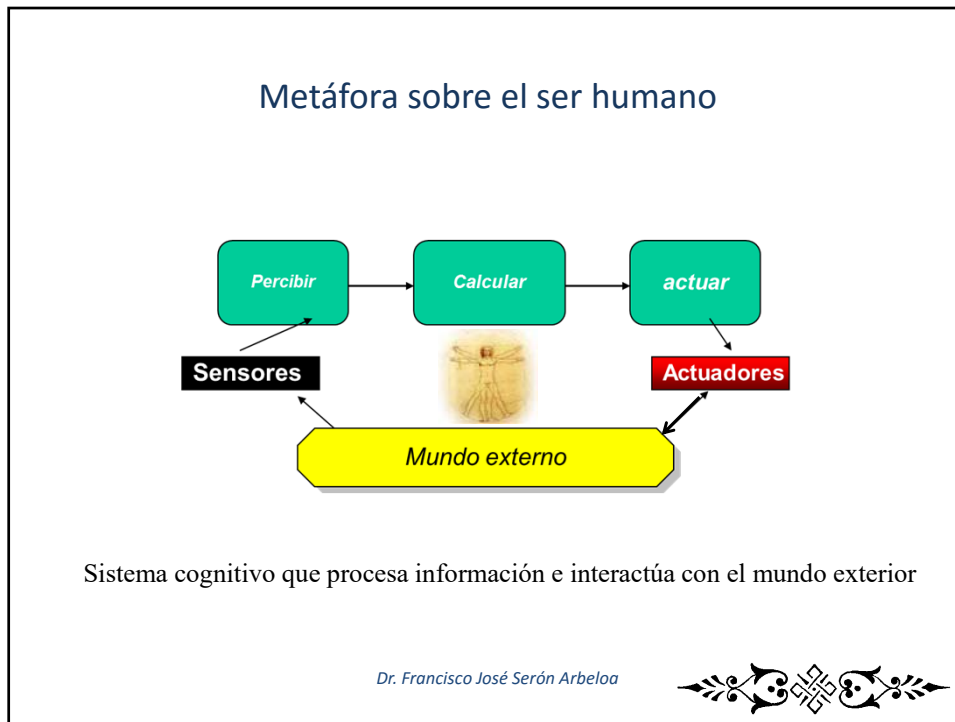 Metáfora sobre el ser humano
Percibir
Calcular
actuar
Sensores
Actuadores
Mundo externo
Sistema cognitivo que procesa información e interactúa con el mundo exterior
Dr. Francisco José Serón Arbeloa